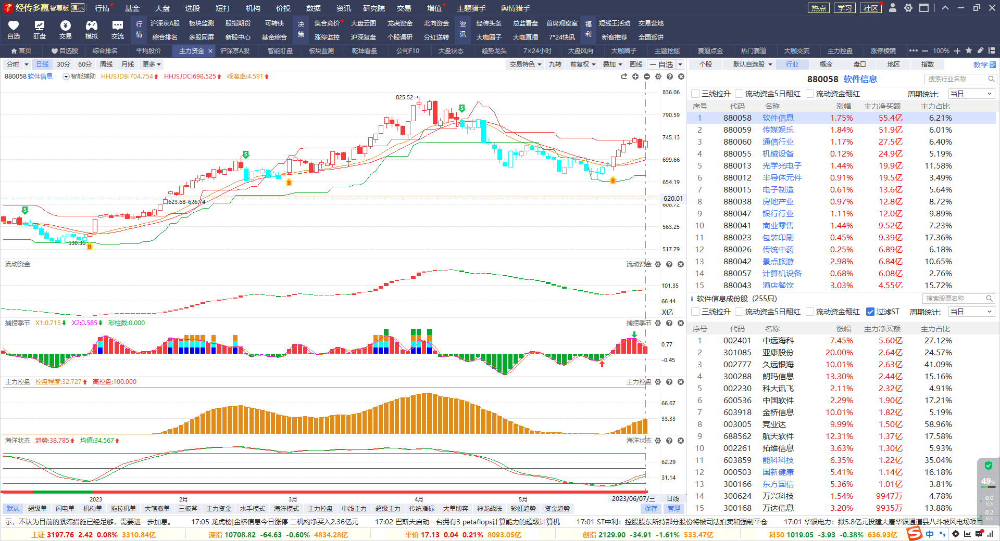 经传多赢 智尊版 演示 行情 基金 大盘 选股 短打 机构 价投 数据 资讯 研究院 交易 增值 主题猎手 舆情猎手 热点 学习 社区
自选 盯盘 交易 模拟 交流
行情 沪深京A股 板块监测 股指期货 可转债 决策 集合竞价 大盘云图 龙虎资金 北向资金 资讯 经传头条 总监看盘 首席观察室 福利 短线王活动 交易营地
综合排名 多股同屏 新股中心 基金综合 涨停监控 沪深复盘 个股调研 分红送转 大咖圈子 大咖直播 7*24快讯 新客推荐 全国巡讲
首页 自选股 综合排名 平均股价 主力资金 沪深京A股 智能盯盘 板块监测 乾坤看盘 公司F10 大盘状态 趋势龙头 7×24小时 大盘风向 大咖圈子 主题挖掘 赛道点金 热门赛道 大咖交流 主力控盘 涨停棱镜 100%
分时 日线 30分 60分 周线 月线 更多 交易特色 九转 前复权 叠加 画线 自选
880058 软件信息 智能辅助 HHJSJDB:704.754 HHJSJDC:698.525 乖离率:4.591
836.06
825.52
790.59
745.13
699.66
654.19
620.01
623.68-626.74
608.72
563.25
530.36
517.79
流动资金 流动资金
101.35
66.44
X亿
捕捞季节 X1:0.715 X2:0.585 彩柱数:0.000 捕捞季节
0.77
-0.45
主力控盘 控盘程度:32.727 高控盘:100.000 主力控盘
66.67
33.33
海洋状态 趋势:38.785 均值:34.567 海洋状态
62.29
31.14
2023 2月 3月 4月 5月 2023/06/07/三 日线
默认 超级单 闪电单 机构单 拖拉机单 大笔撤单 三板斧 主力资金 水手模式 海洋模式 主力控盘 中线主力 超级主力 传统指标 大单博弈 神龙战法 彩虹趋势 资金趋势 保存 管理
个股 默认自选股 行业 概念 盘口 地区 指数 教学
880058 软件信息 搜索行业名称
三线拉升 流动资金5日翻红 流动资金翻红 周期统计: 当日
序号 代码 名称 涨幅 主力净买额 主力占比
1 880058 软件信息 1.75% 55.4亿 6.21%
2 880059 传媒娱乐 1.84% 51.9亿 6.01%
3 880060 通信行业 1.17% 27.5亿 6.40%
4 880055 机械设备 0.12% 24.9亿 5.19%
5 880013 光学光电子 1.44% 19.9亿 11.58%
6 880012 半导体元件 0.91% 19.5亿 3.49%
7 880015 电子制造 0.61% 13.6亿 5.64%
8 880038 房地产业 0.97% 12.8亿 8.72%
9 880047 银行行业 1.11% 12.0亿 9.89%
10 880041 商业零售 1.44% 9.52亿 7.23%
11 880023 包装印刷 0.45% 9.39亿 17.36%
12 880026 传统中药 0.25% 6.89亿 6.18%
13 880042 景点旅游 2.98% 6.84亿 10.65%
14 880057 计算机设备 0.68% 6.08亿 2.76%
15 880043 酒店餐饮 3.03% 4.55亿 15.72%
软件信息成份股 (255只) 搜索股票名称
三线拉升 流动资金5日翻红 流动资金翻红 过滤ST 周期统计: 当日
序号 代码 名称 涨幅 主力净买额 主力占比
1 002401 中远海科 7.45% 5.60亿 27.12%
2 301085 亚康股份 20.00% 2.64亿 24.57%
3 002777 久远银海 10.01% 2.63亿 41.09%
4 300288 朗玛信息 13.30% 2.44亿 15.16%
5 002230 科大讯飞 2.11% 2.32亿 4.91%
6 600536 中国软件 2.29% 1.90亿 17.21%
7 603918 金桥信息 10.01% 1.82亿 5.19%
8 003005 竞业达 9.99% 1.50亿 58.96%
9 688562 航天软件 12.31% 1.37亿 17.58%
10 002261 拓维信息 3.63% 1.30亿 5.93%
11 603859 能科科技 6.35% 1.22亿 35.04%
12 000503 国新健康 5.41% 1.14亿 16.18%
13 300166 东方国信 5.36% 1.01亿 3.81%
14 300624 万兴科技 1.54% 9947万 4.78%
15 300168 万达信息 3.20% 9935万 13.88%
49%
0.0 K/s
0.2 K/s
示，不认为目前的紧缩措施已经足够，需要进一步加息。 17:05 龙虎榜|金桥信息今日涨停 二机构净买入2.36亿元 17:02 巴斯夫启动一台拥有3 petaflops计算能力的超级计算机 17:01 ST中利：控股股东所持部分股份将被司法拍卖和强制平仓 17:01 华银电力：拟5.8亿元投建大唐华银通道县八斗坡风电场项目
上证 3197.76 2.42 0.08% 3310.84亿 深指 10708.82 -64.63 -0.60% 4834.28亿 平价 17.13 0.04 0.21% 8093.05亿 创指 2129.90 -34.91 -1.61% 533.47亿 科50 1019.05 -3.93 -0.38% 636.93亿 中